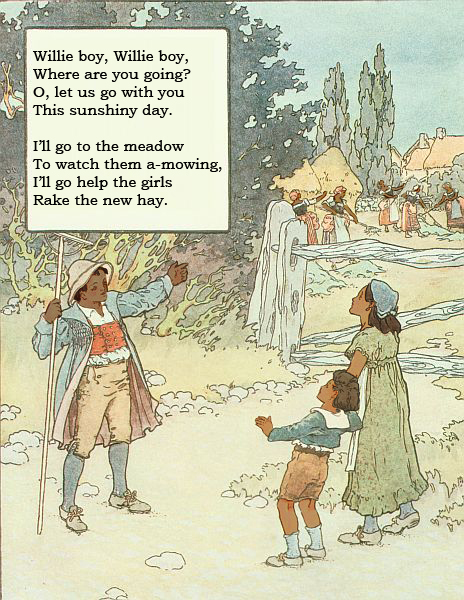 Willie boy, Willie boy,
Where are you going?
O, let us go with you
This sunshiny day.

I'll go to the meadow
To watch them a-mowing,
I'll go help the girls
Rake the new hay.